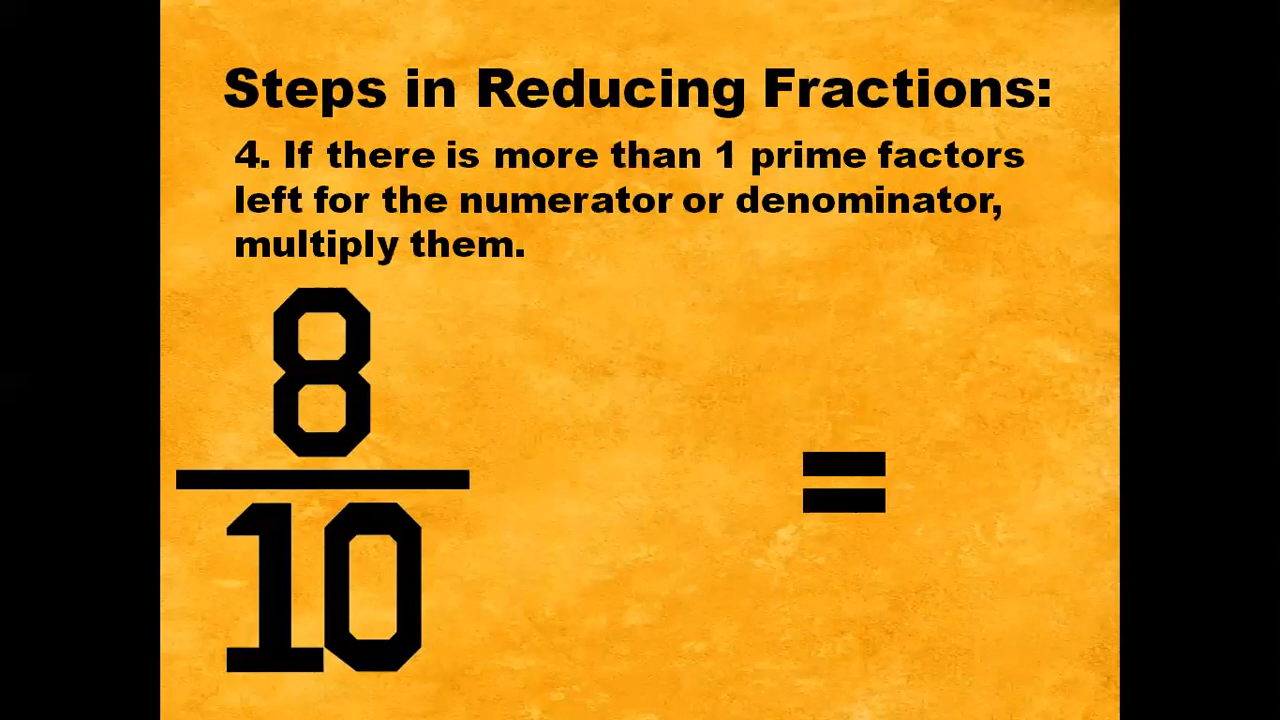 Steps in Reducing Fractions:
4. If there is more than 1 prime factors
left for the numerator or denominator,
multiply them.
8
10
=